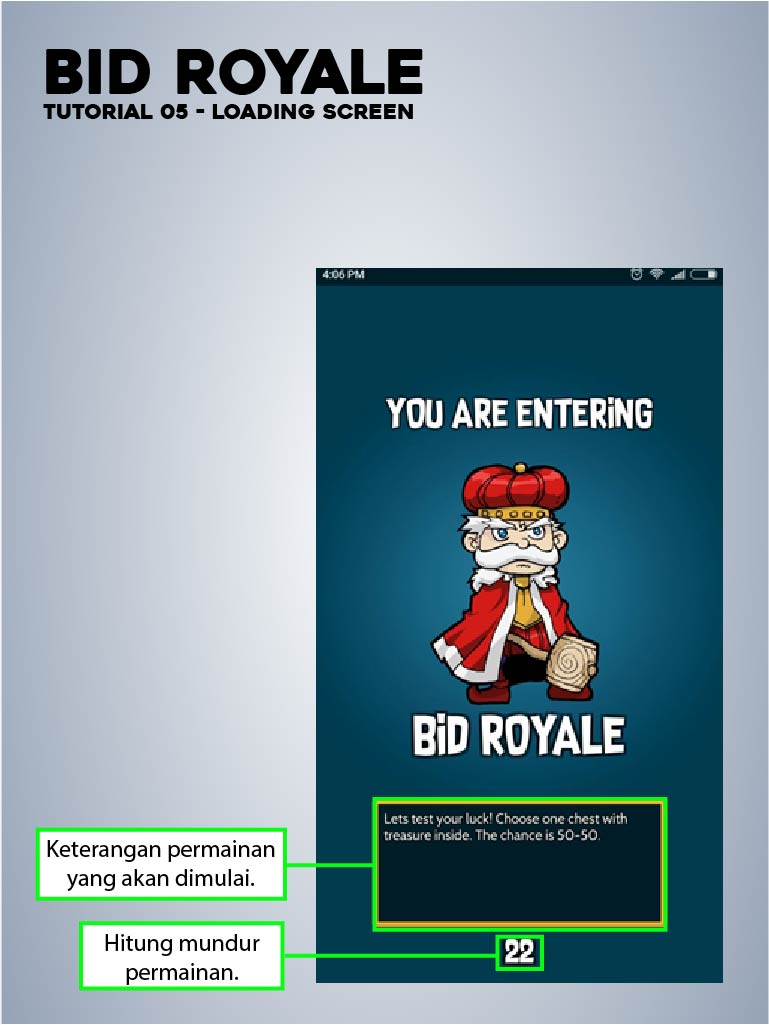 BID ROYALE
TUTORIAL 05 - LOADING SCREEN
4:06 PM
YOU ARE ENTERiNG
BiD ROYALE
Lets test your luck! Choose one chest with
treasure inside. The chance is 50-50.
Keterangan permainan
yang akan dimulai.
22
Hitung mundur
permainan.